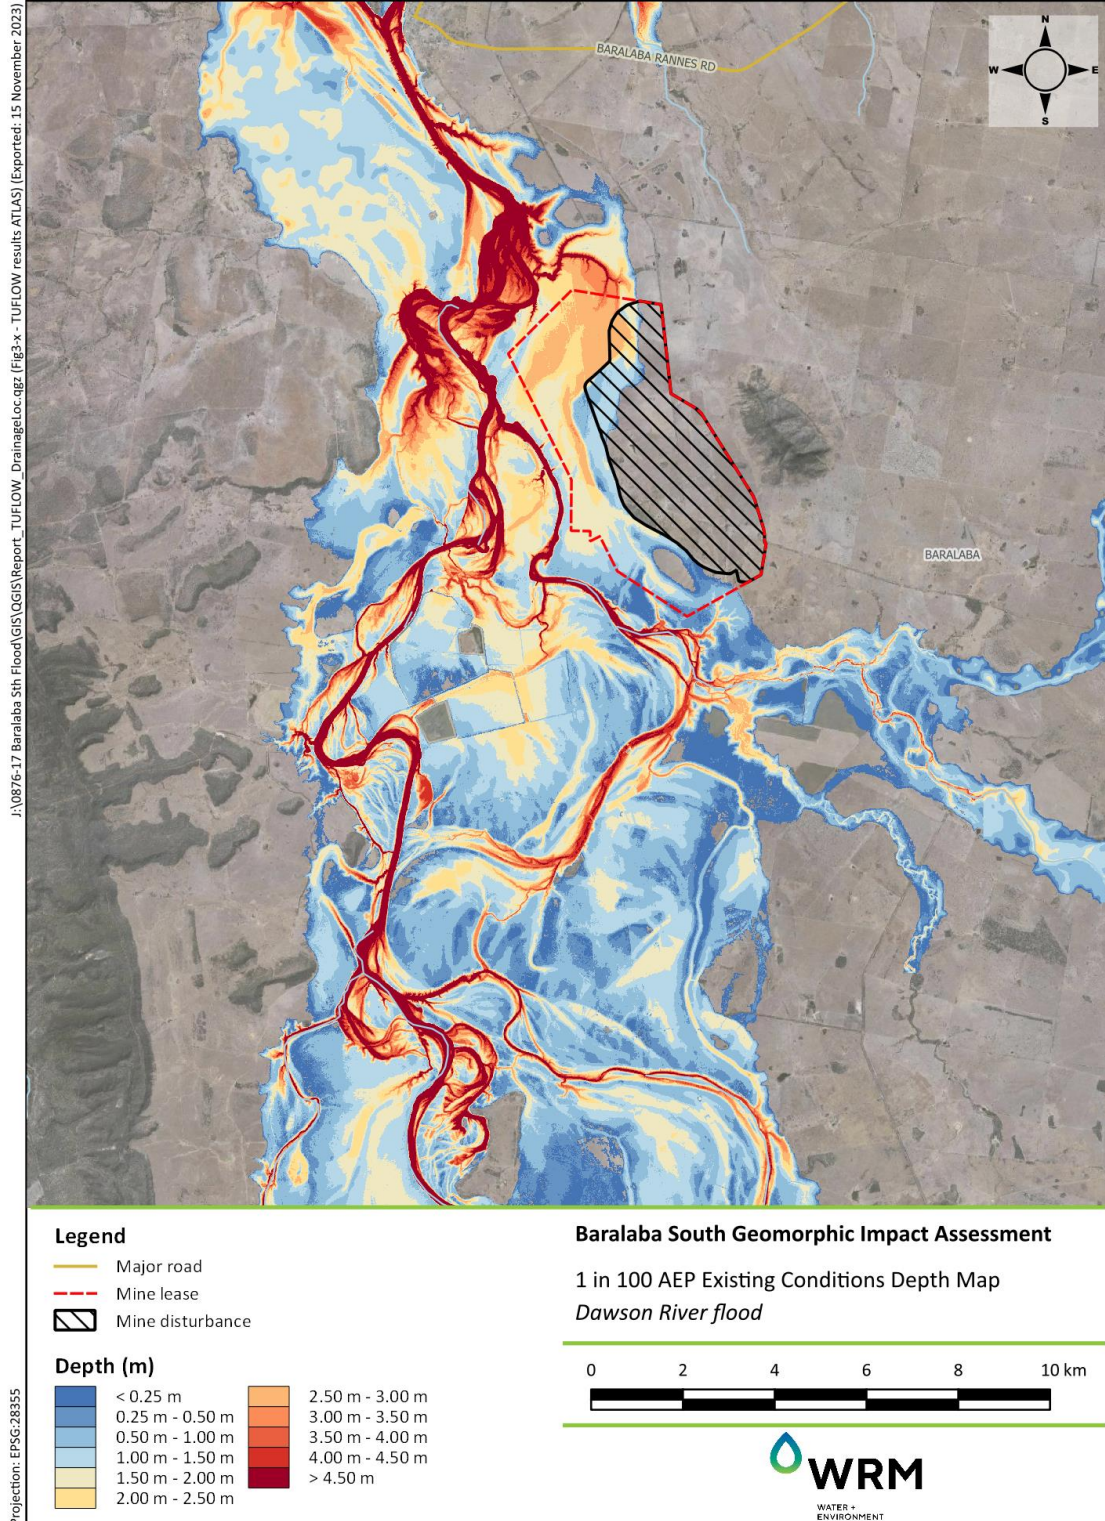 J:\0876-17 Baralaba Sth Flood\GIS\QGIS\Report_TUFLOW_DrainageLoc.qgz (Fig3-x - TUFLOW results ATLAS) (Exported: 15 November 2023)
Projection: EPSG:28355
BARALABA RANNES RD
N
W
E
S
BARALABA
Legend
Major road
Mine lease
Mine disturbance
Depth (m)
< 0.25 m
0.25 m - 0.50 m
0.50 m - 1.00 m
1.00 m - 1.50 m
1.50 m - 2.00 m
2.00 m - 2.50 m
2.50 m - 3.00 m
3.00 m - 3.50 m
3.50 m - 4.00 m
4.00 m - 4.50 m
> 4.50 m
Baralaba South Geomorphic Impact Assessment
1 in 100 AEP Existing Conditions Depth Map
Dawson River flood
0 2 4 6 8 10 km
WRM
WATER +
ENVIRONMENT